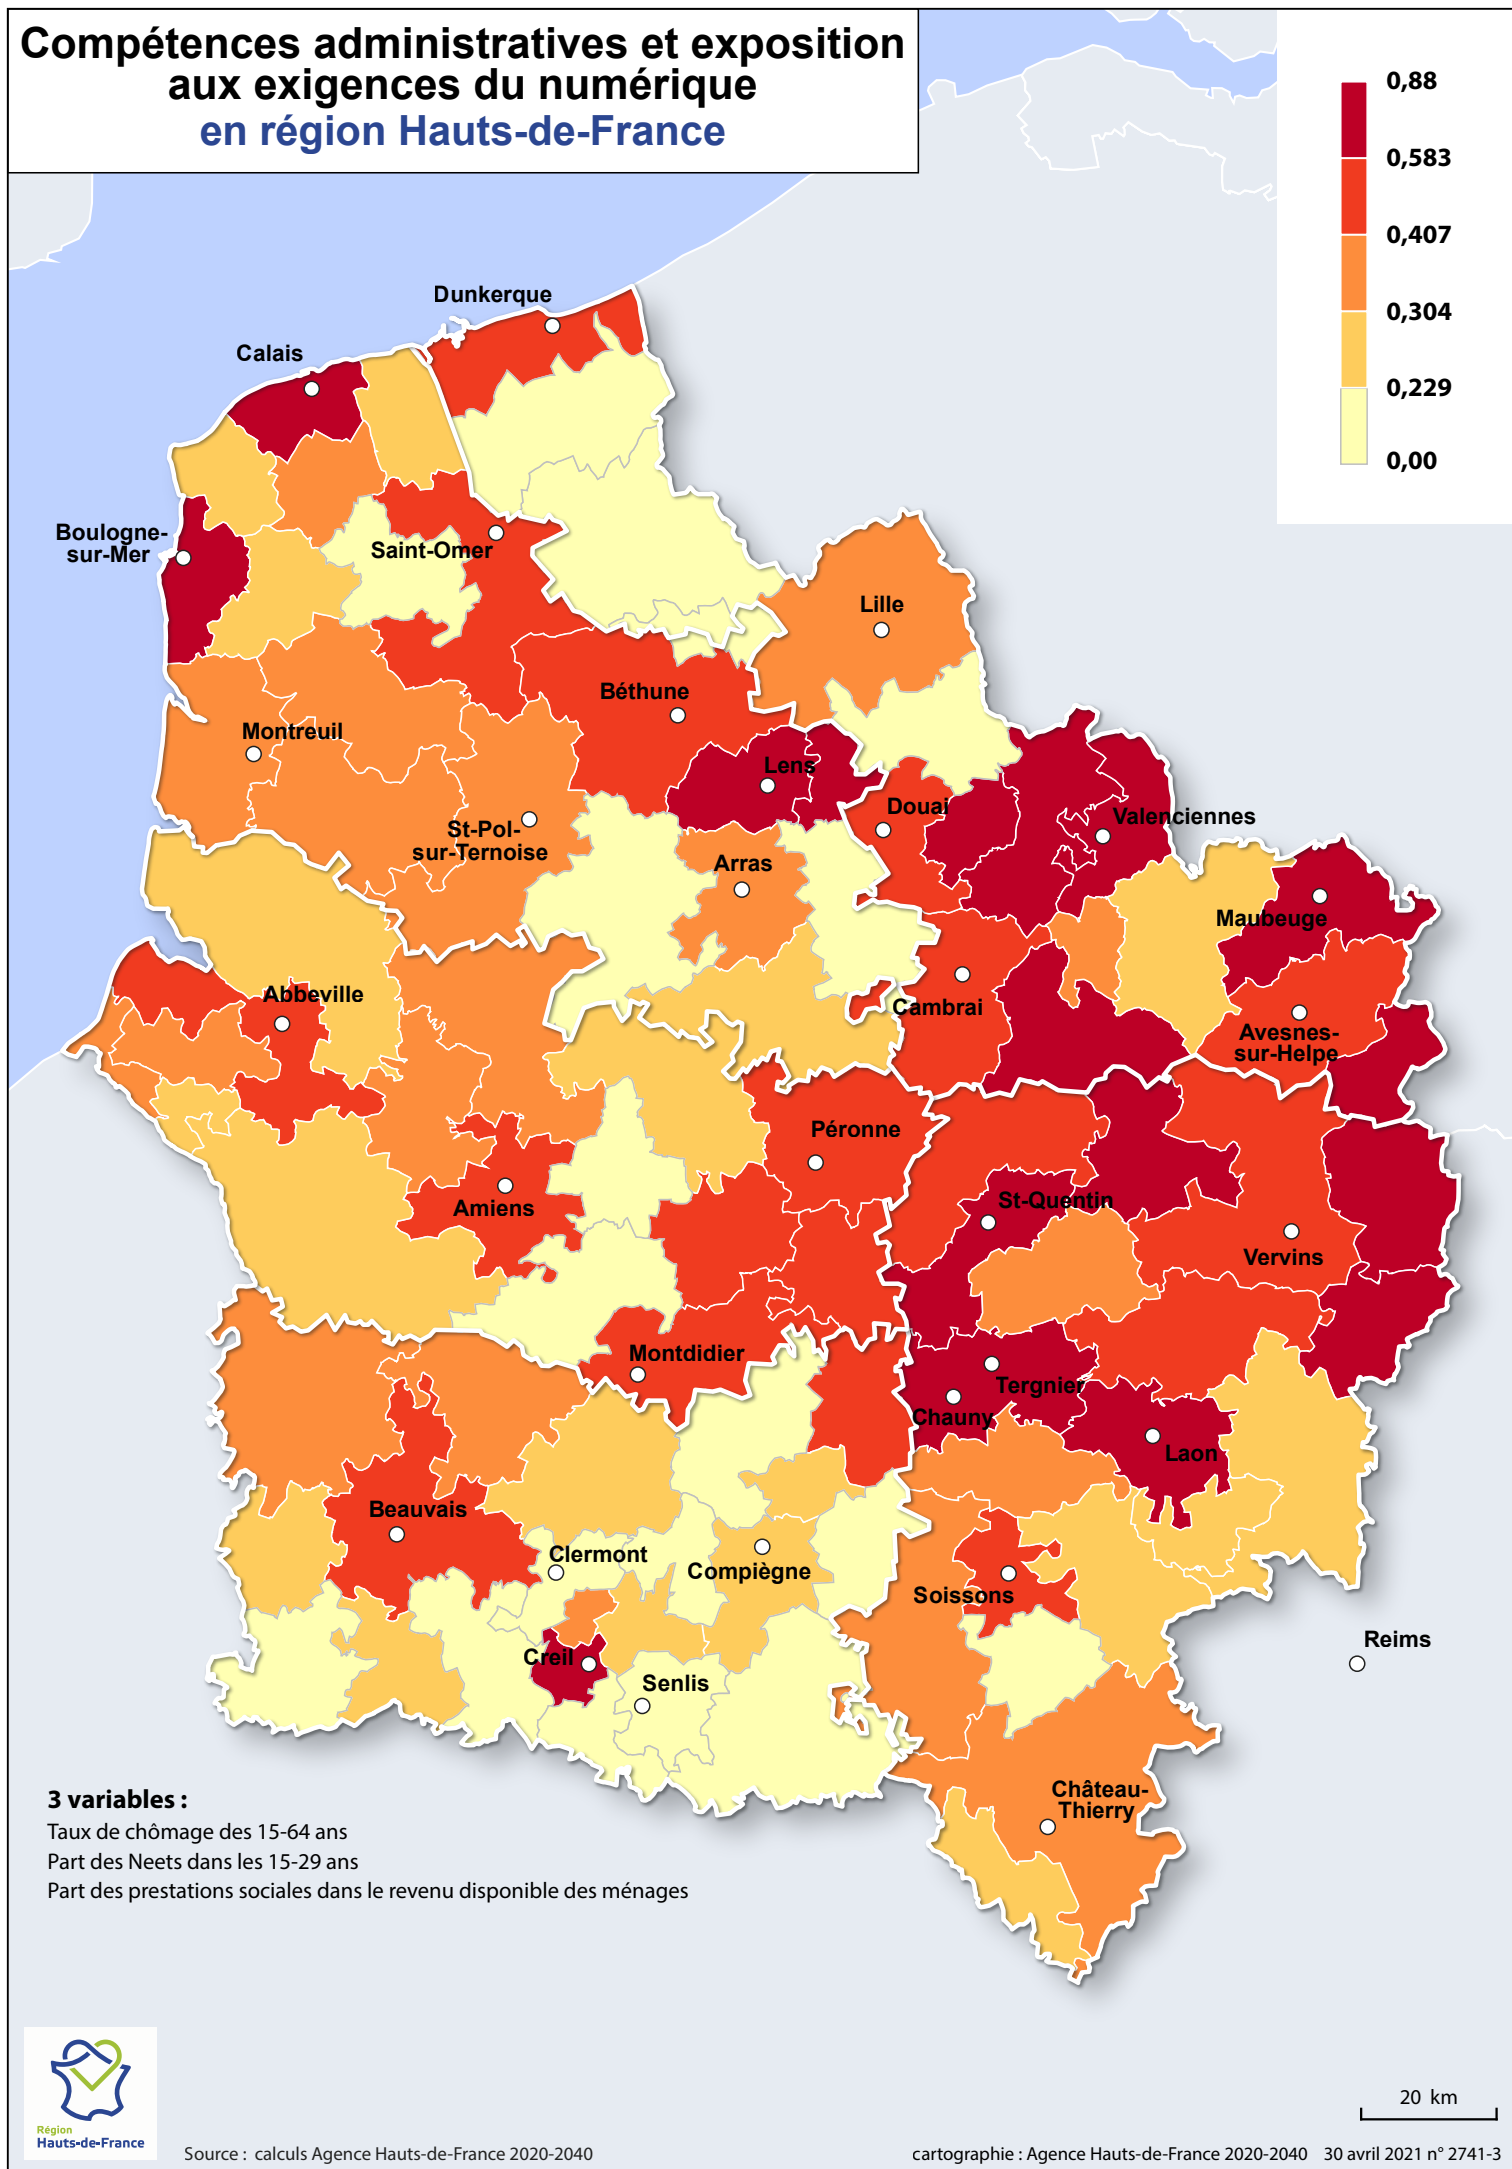 Compétences administratives et exposition
aux exigences du numérique
en région Hauts-de-France
0,88
0,583
0,407
0,304
0,229
0,00
Dunkerque
Calais
Boulogne-
sur-Mer
Saint-Omer
Lille
Béthune
Montreuil
Lens
Douai
Valenciennes
St-Pol-
sur-Ternoise
Arras
Maubeuge
Abbeville
Cambrai
Avesnes-
sur-Helpe
Péronne
Amiens
St-Quentin
Vervins
Montdidier
Tergnier
Chauny
Laon
Beauvais
Clermont
Compiègne
Soissons
Creil
Senlis
Reims
Château-
Thierry
3 variables :
Taux de chômage des 15-64 ans
Part des Neets dans les 15-29 ans
Part des prestations sociales dans le revenu disponible des ménages
20 km
Région
Hauts-de-France
Source : calculs Agence Hauts-de-France 2020-2040
cartographie : Agence Hauts-de-France 2020-2040 30 avril 2021 n° 2741-3